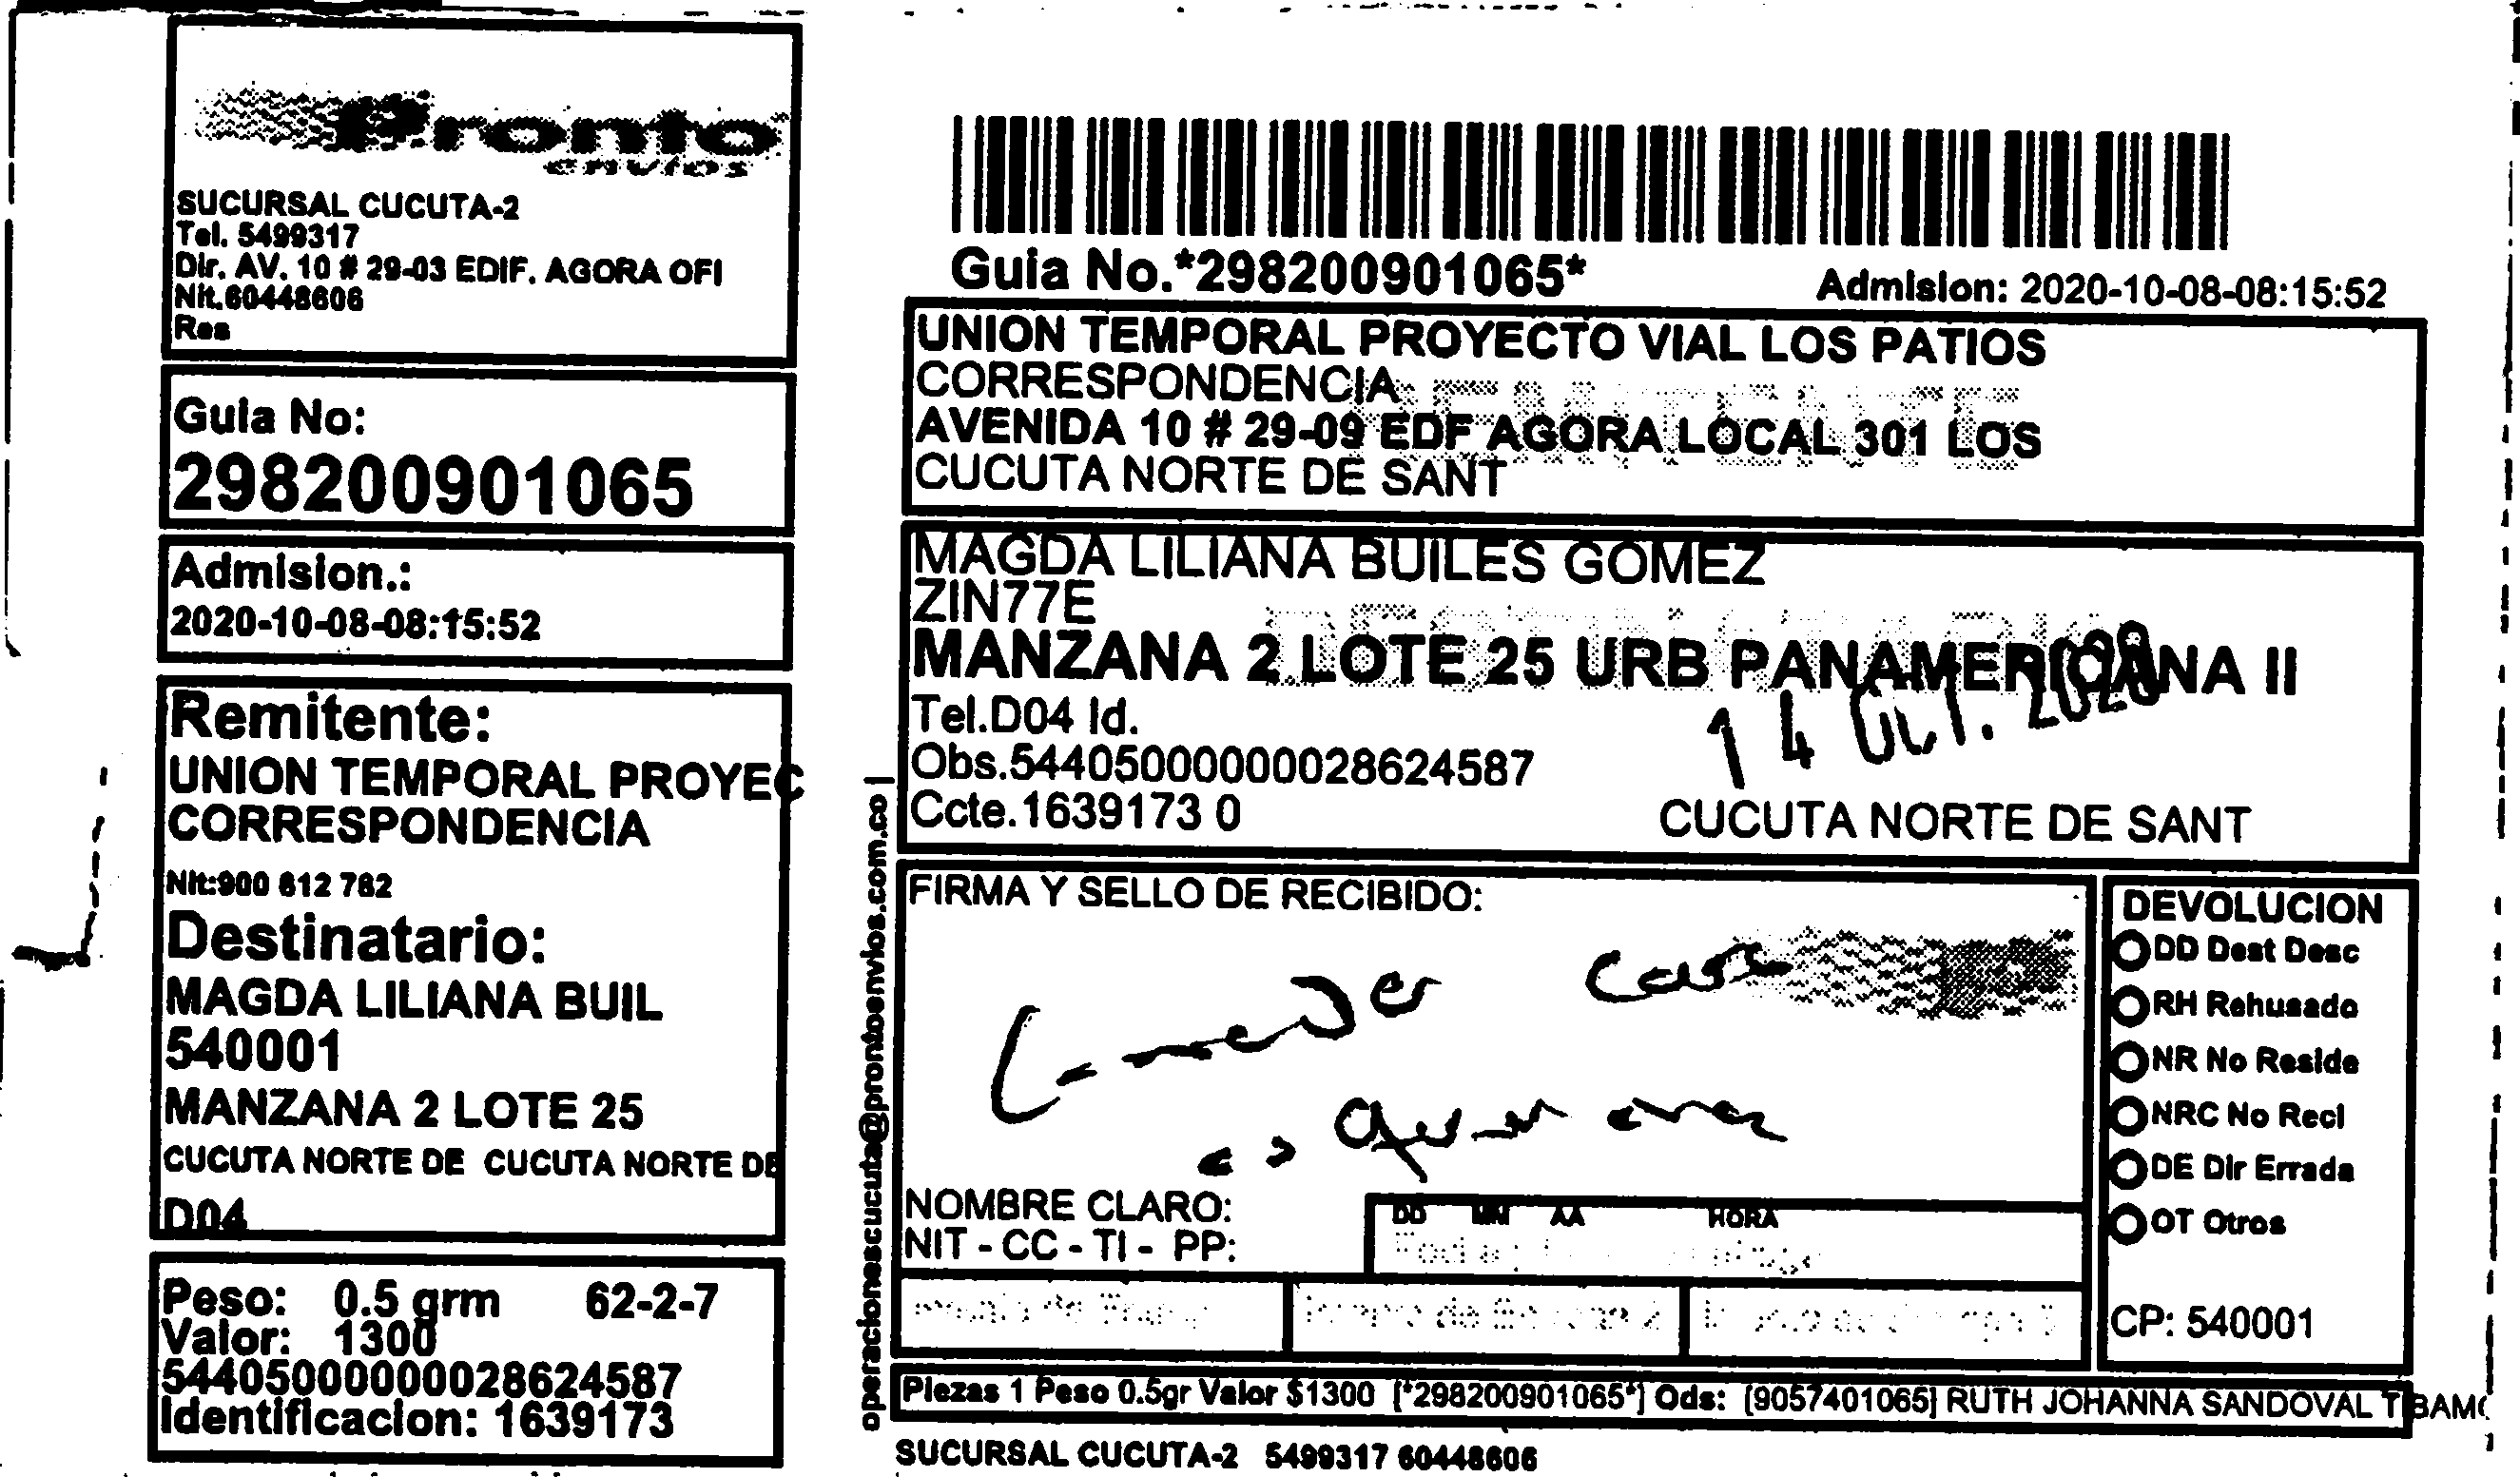 Pronto
envios
SUCURSAL CUCUTA-2
Tel. 5499317
Dir. AV. 10 # 29-03 EDIF. AGORA OFI
Nit.60448606
Res
Guia No:
298200901065
Admision.:
2020-10-08-08:15:52
Remitente:
UNION TEMPORAL PROYEC
CORRESPONDENCIA
Nit:900 812 782
Destinatario:
MAGDA LILIANA BUIL
540001
MANZANA 2 LOTE 25
CUCUTA NORTE DE CUCUTA NORTE DE
D04
Peso: 0.5 grm 62-2-7
Valor: 1300
544050000000028624587
Identificacion: 1639173
operacionescucuta@prontoenvios.com.co |
Guia No.*298200901065*
Admision: 2020-10-08-08:15:52
UNION TEMPORAL PROYECTO VIAL LOS PATIOS
CORRESPONDENCIA
REMITENTE
AVENIDA 10 # 29-09 EDF AGORA LOCAL 301 LOS
CUCUTA NORTE DE SANT
MAGDA LILIANA BUILES GOMEZ
ZIN77E
DESTINATARIO
MANZANA 2 LOTE 25 URB PANAMERICANA II
Tel.D04 Id.
14 OCT. 2020
Obs.544050000000028624587
Ccte.1639173 0
CUCUTA NORTE DE SANT
FIRMA Y SELLO DE RECIBIDO:
NOMBRE CLARO:
NIT - CC - TI - PP:
DD MM AA HORA
DEVOLUCION
DD Dest Desc
RH Rehusado
NR No Reside
NRC No Recl
DE Dir Errada
OT Otros
CP: 540001
Piezas 1 Peso 0.5gr Valor $1300 [*298200901065*] Ods: [9057401065] RUTH JOHANNA SANDOVAL TIBAMO
SUCURSAL CUCUTA-2 5499317 60448606